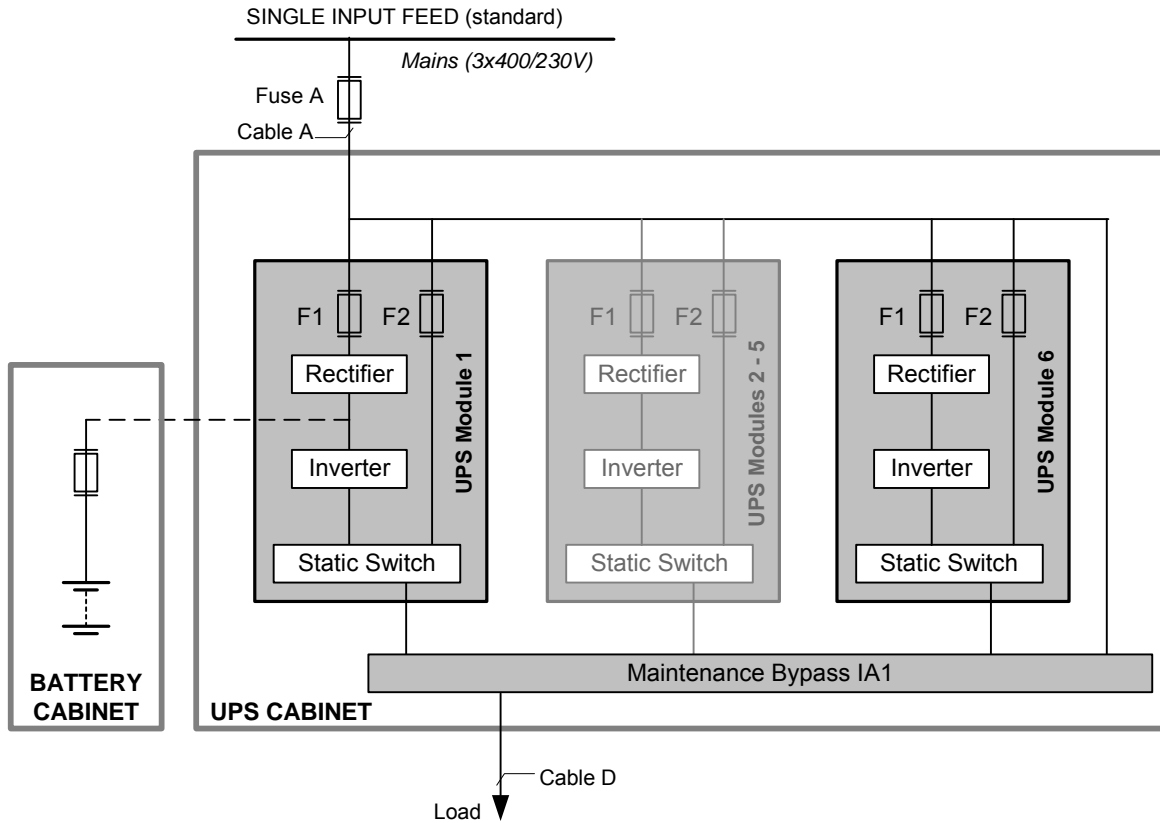 SINGLE INPUT FEED (standard)
Mains (3x400/230V)
Fuse A
Cable A
F1
F2
Rectifier
Inverter
Static Switch
UPS Module 1
F1
F2
Rectifier
Inverter
Static Switch
UPS Modules 2 - 5
F1
F2
Rectifier
Inverter
Static Switch
UPS Module 6
Maintenance Bypass IA1
BATTERY
CABINET
UPS CABINET
Cable D
Load